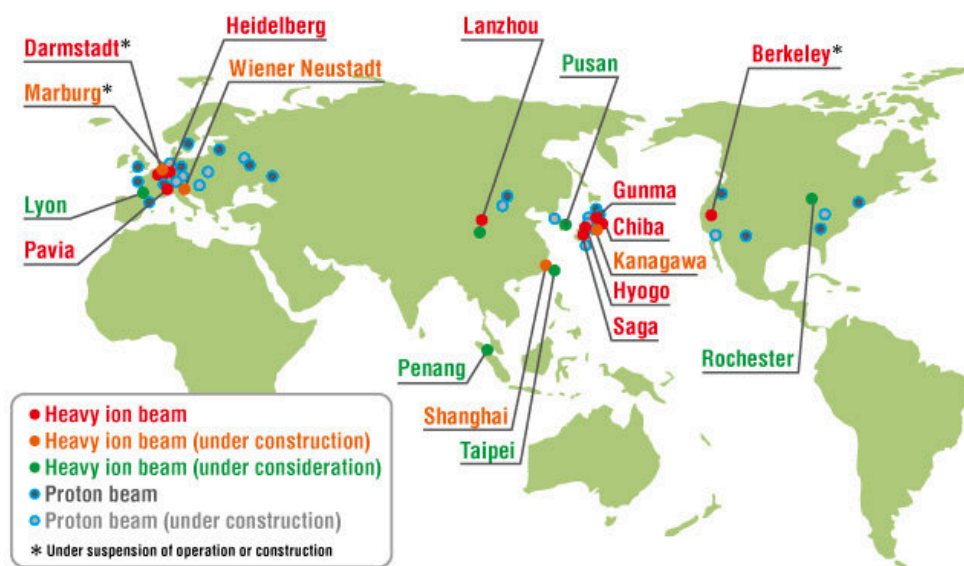 Heidelberg
Lanzhou
Darmstadt*
Pusan
Berkeley*
Wiener Neustadt
Marburg*
Gunma
Lyon
Chiba
Pavia
Kanagawa
Hyogo
Saga
Penang
Rochester
Shanghai
Taipei
Heavy ion beam
Heavy ion beam (under construction)
Heavy ion beam (under consideration)
Proton beam
Proton beam (under construction)
* Under suspension of operation or construction